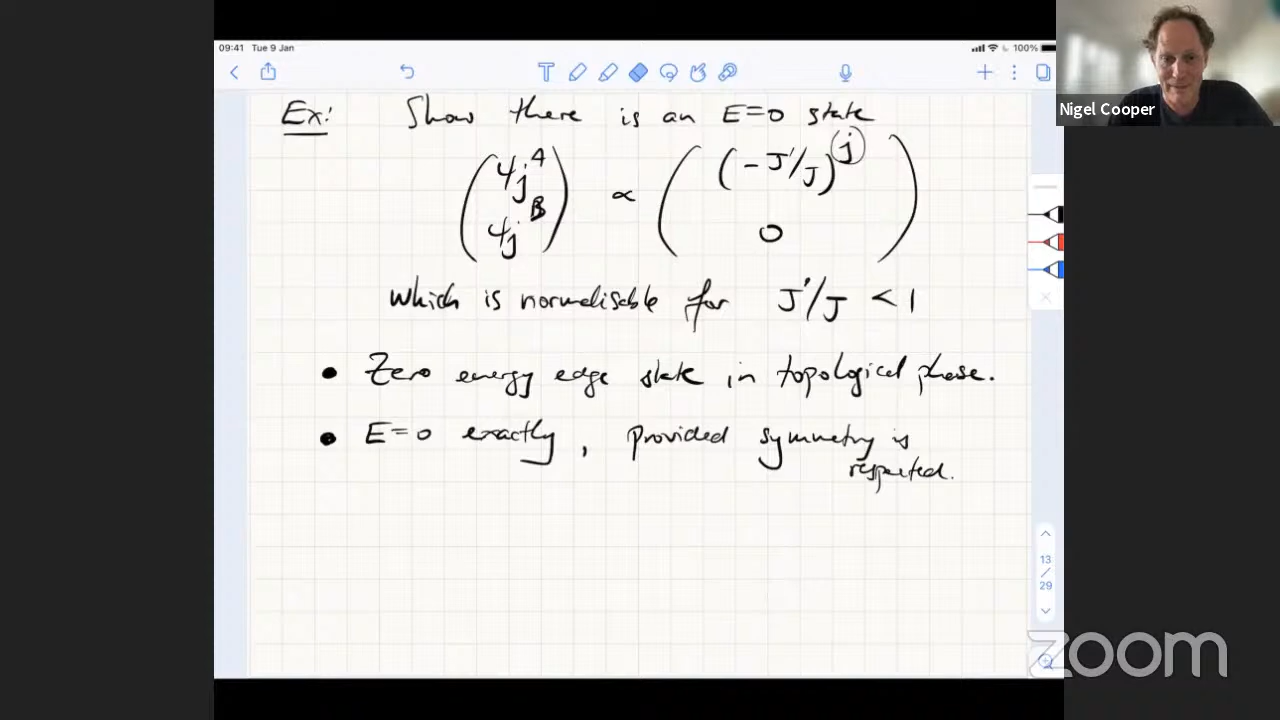 09:41 Tue 9 Jan 100%
Nigel Cooper
Ex: Show there is an E=0 state
(ψ_j^A ψ_j^B) ∝ ((-J'/J)^j 0)
which is normalisable for J'/J < 1
• Zero energy edge state in topological phase.
• E=0 exactly, provided symmetry is
respected.
13
/
29
zoom